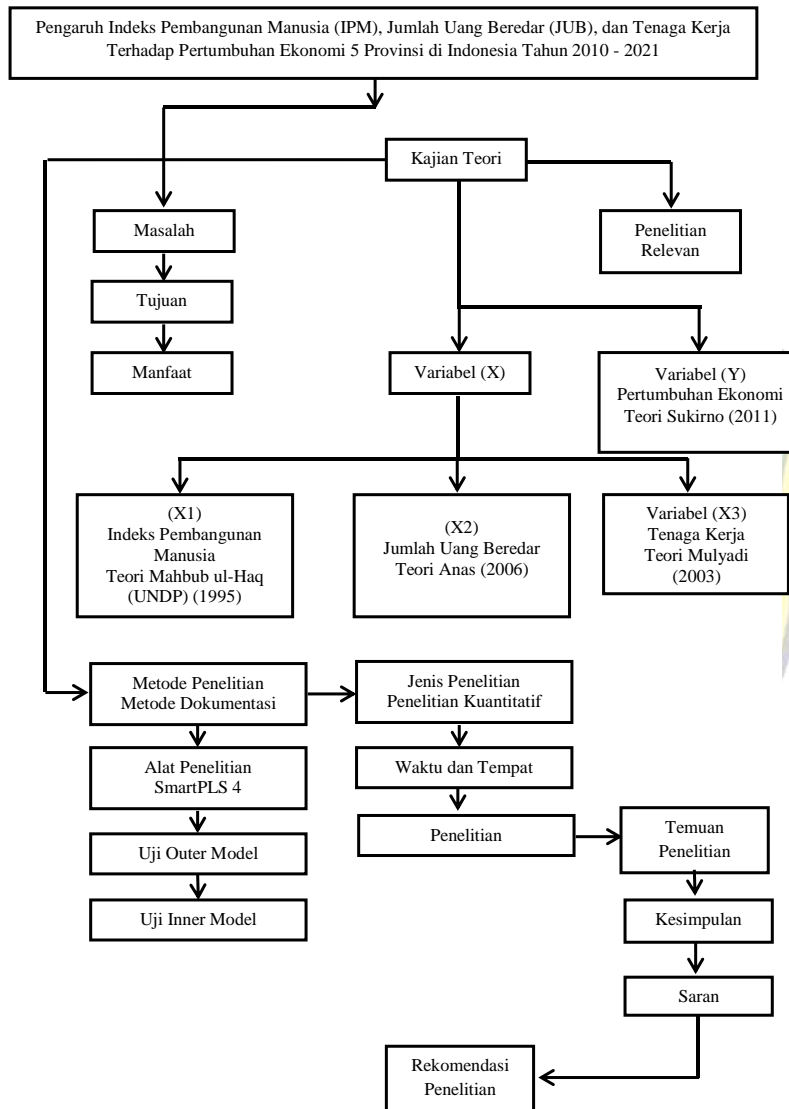 Pengaruh Indeks Pembangunan Manusia (IPM), Jumlah Uang Beredar (JUB), dan Tenaga Kerja
Terhadap Pertumbuhan Ekonomi 5 Provinsi di Indonesia Tahun 2010 - 2021
Kajian Teori
Masalah
Penelitian
Relevan
Tujuan
Manfaat
Variabel (X)
Variabel (Y)
Pertumbuhan Ekonomi
Teori Sukirno (2011)
(X1)
Indeks Pembangunan
Manusia
Teori Mahbub ul-Haq
(UNDP) (1995)
(X2)
Jumlah Uang Beredar
Teori Anas (2006)
Variabel (X3)
Tenaga Kerja
Teori Mulyadi
(2003)
Metode Penelitian
Metode Dokumentasi
Jenis Penelitian
Penelitian Kuantitatif
Alat Penelitian
SmartPLS 4
Waktu dan Tempat
Penelitian
Temuan
Penelitian
Uji Outer Model
Uji Inner Model
Kesimpulan
Saran
Rekomendasi
Penelitian